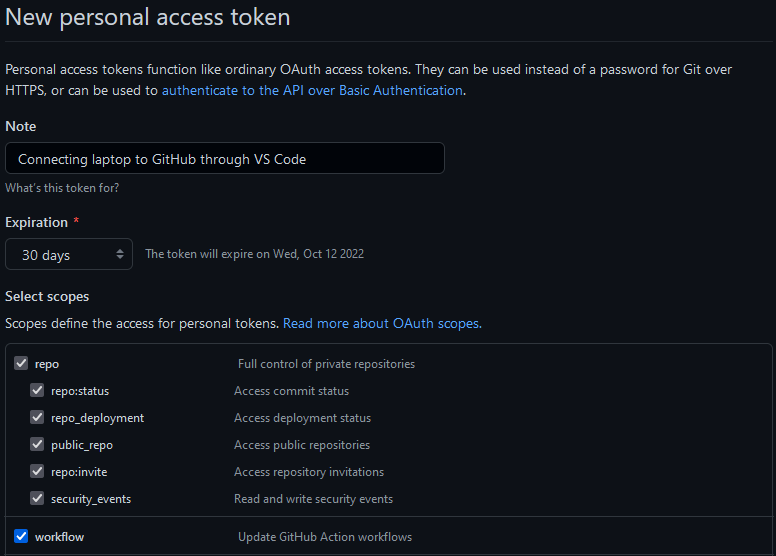 New personal access token
Personal access tokens function like ordinary OAuth access tokens. They can be used instead of a password for Git over
HTTPS, or can be used to authenticate to the API over Basic Authentication.
Note
Connecting laptop to GitHub through VS Code
What's this token for?
Expiration *
30 days The token will expire on Wed, Oct 12 2022
Select scopes
Scopes define the access for personal tokens. Read more about OAuth scopes.
repo Full control of private repositories
repo:status Access commit status
repo_deployment Access deployment status
public_repo Access public repositories
repo:invite Access repository invitations
security_events Read and write security events
workflow Update GitHub Action workflows